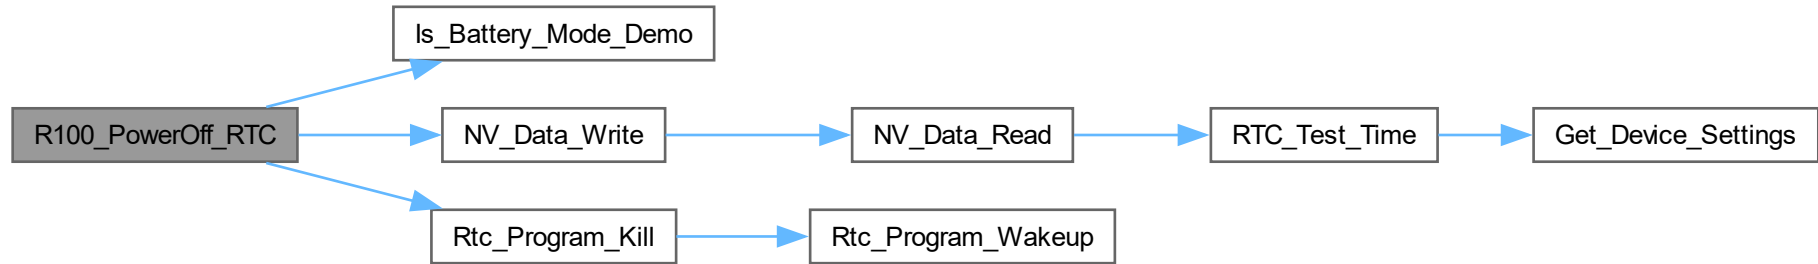 Is_Battery_Mode_Demo
R100_PowerOff_RTC
NV_Data_Write
NV_Data_Read
RTC_Test_Time
Get_Device_Settings
Rtc_Program_Kill
Rtc_Program_Wakeup